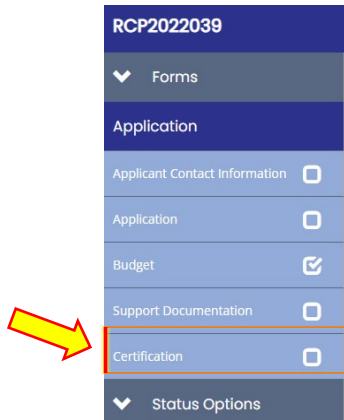 RCP2022039
Forms
Application
Applicant Contact Information
Application
Budget
Support Documentation
Certification
Status Options